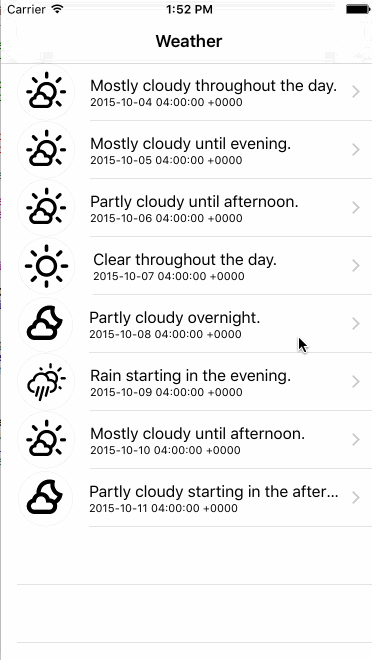 Carrier 1:52 PM
Weather
Mostly cloudy throughout the day.
2015-10-04 04:00:00 +0000
Mostly cloudy until evening.
2015-10-05 04:00:00 +0000
Partly cloudy until afternoon.
2015-10-06 04:00:00 +0000
Clear throughout the day.
2015-10-07 04:00:00 +0000
Partly cloudy overnight.
2015-10-08 04:00:00 +0000
Rain starting in the evening.
2015-10-09 04:00:00 +0000
Mostly cloudy until afternoon.
2015-10-10 04:00:00 +0000
Partly cloudy starting in the after...
2015-10-11 04:00:00 +0000